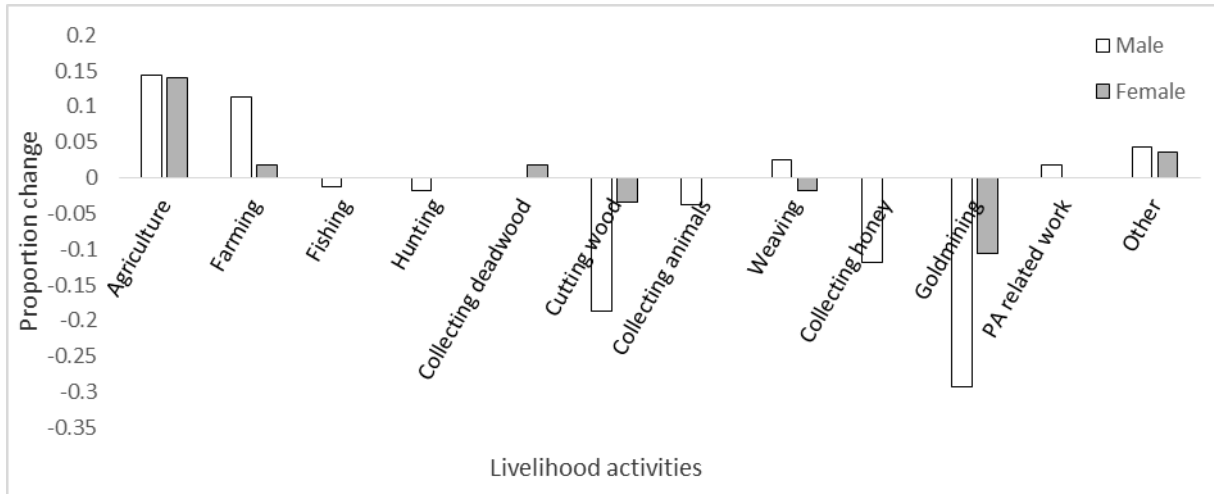 0.2
0.15
0.1
0.05
0
-0.05
-0.1
-0.15
-0.2
-0.25
-0.3
-0.35
Proportion change
Male
Female
Agriculture
Farming
Fishing
Hunting
Collecting deadwood
Cutting wood
Collecting animals
Weaving
Collecting honey
Goldmining
PA related work
Other
Livelihood activities